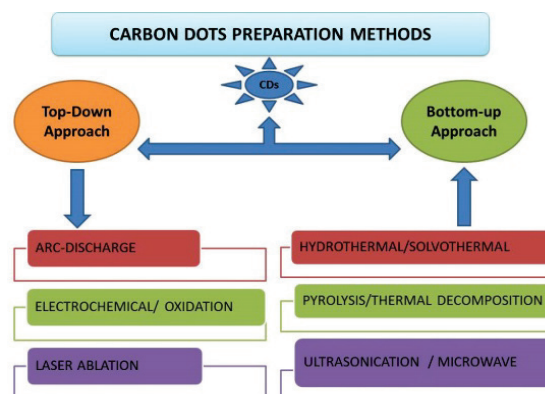 CARBON DOTS PREPARATION METHODS
CDs
Top-Down
Approach
Bottom-up
Approach
ARC-DISCHARGE
HYDROTHERMAL/SOLVOTHERMAL
ELECTROCHEMICAL/ OXIDATION
PYROLYSIS/THERMAL DECOMPOSITION
LASER ABLATION
ULTRASONICATION / MICROWAVE